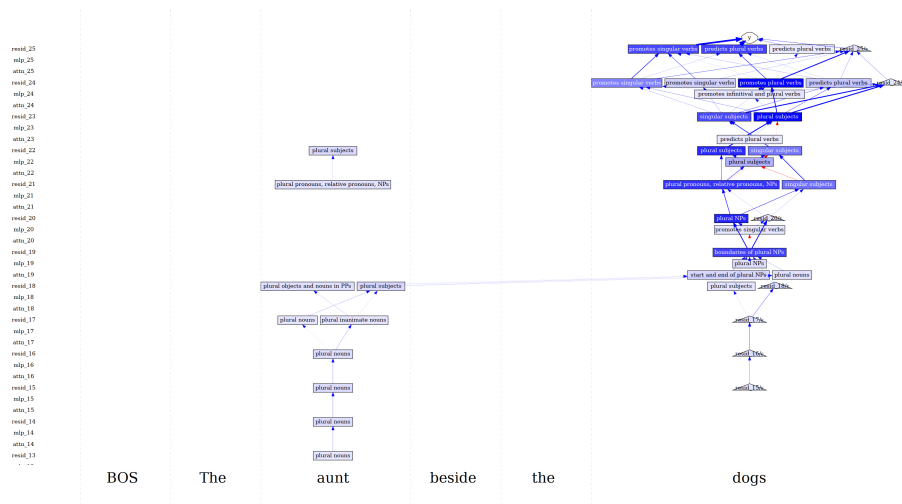 y
resid_25 promotes singular verbs predicts plural verbs predicts plural verbs resid_25/ε
mlp_25
attn_25
resid_24 promotes singular verbs promotes singular verbs promotes plural verbs predicts plural verbs
mlp_24 promotes infinitival and plural verbs
attn_24
resid_23 singular subjects plural subjects
mlp_23
attn_23 predicts plural verbs
resid_22 plural subjects plural subjects singular subjects
mlp_22 plural subjects
attn_22
resid_21 plural pronouns, relative pronouns, NPs plural pronouns, relative pronouns, NPs singular subjects
mlp_21
attn_21
resid_20 plural NPs resid_20/ε
mlp_20 promotes singular verbs
attn_20
resid_19 boundaries of plural NPs
mlp_19 plural NPs
attn_19 start and end of plural NPs plural nouns
resid_18 plural objects and nouns in PPs plural subjects plural subjects resid_18/ε
mlp_18
attn_18
resid_17 plural nouns plural inanimate nouns resid_17/ε
mlp_17
attn_17
resid_16 plural nouns resid_16/ε
mlp_16
attn_16
resid_15 plural nouns resid_15/ε
mlp_15
attn_15
resid_14 plural nouns
mlp_14
attn_14
resid_13 plural nouns
BOS The aunt beside the dogs